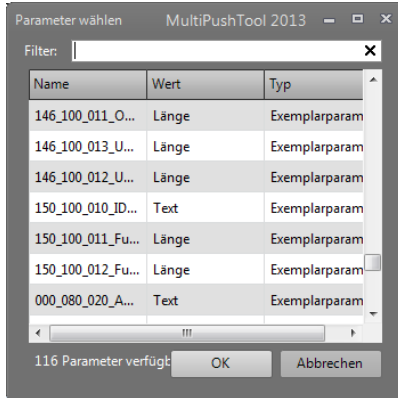 Parameter wählen MultiPushTool 2013
Filter:
Name Wert Typ
146_100_011_O... Länge Exemplarparam
146_100_013_U... Länge Exemplarparam
146_100_012_U... Länge Exemplarparam
150_100_010_ID... Text Exemplarparam
150_100_011_Fu... Länge Exemplarparam
150_100_012_Fu... Länge Exemplarparam
000_080_020_A... Text Exemplarparam
116 Parameter verfügt OK Abbrechen